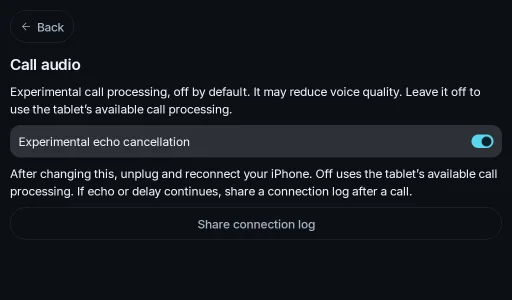 Back
Call audio
Experimental call processing, off by default. It may reduce voice quality. Leave it off to
use the tablet's available call processing.
Experimental echo cancellation
After changing this, unplug and reconnect your iPhone. Off uses the tablet's available call
processing. If echo or delay continues, share a connection log after a call.
Share connection log